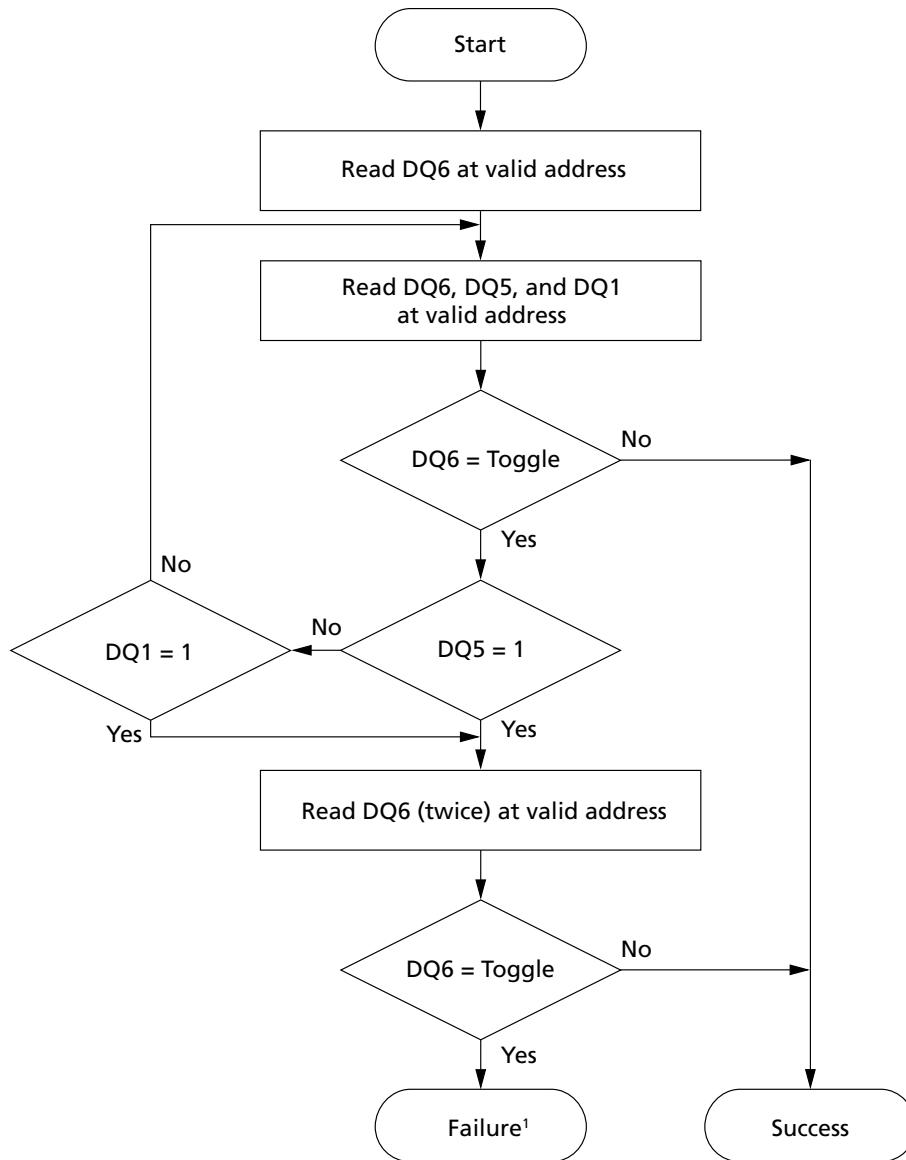 Start
Read DQ6 at valid address
Read DQ6, DQ5, and DQ1
at valid address
DQ6 = Toggle
No
Yes
No
DQ1 = 1
No
DQ5 = 1
Yes
Yes
Read DQ6 (twice) at valid address
DQ6 = Toggle
No
Yes
Failure¹
Success